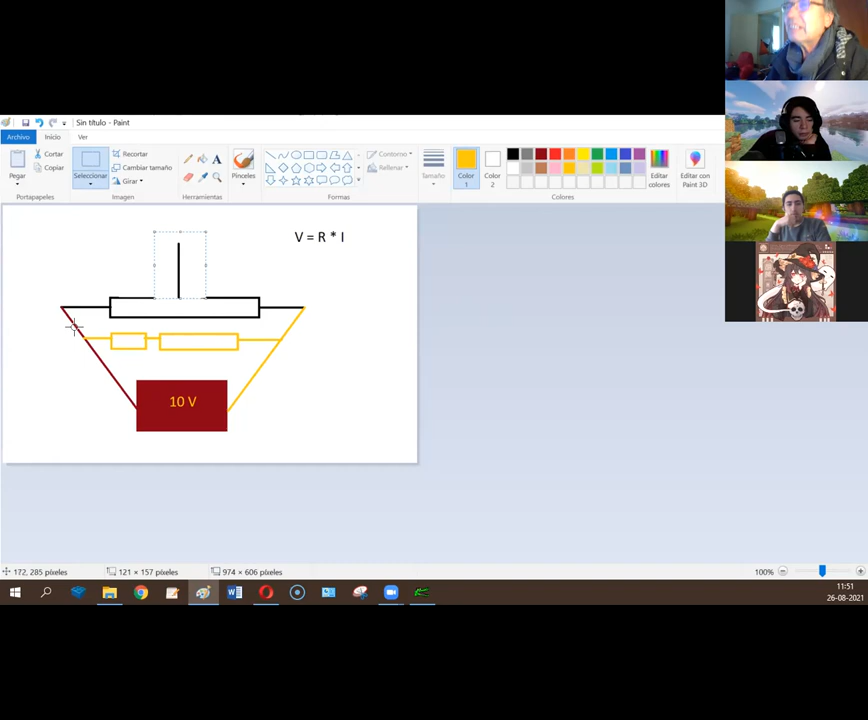 Sin título - Paint
Archivo Inicio Ver
Pegar
Cortar
Copiar
Portapapeles
Seleccionar
Recortar
Cambiar tamaño
Girar
Imagen
A
Herramientas
Pinceles
Contorno
Rellenar
Formas
Tamaño
Color 1
Color 2
Editar colores
Colores
Editar con Paint 3D
V = R * I
10 V
172, 285 píxeles 121 × 157 píxeles 974 × 606 píxeles 100%
11:51
26-08-2021